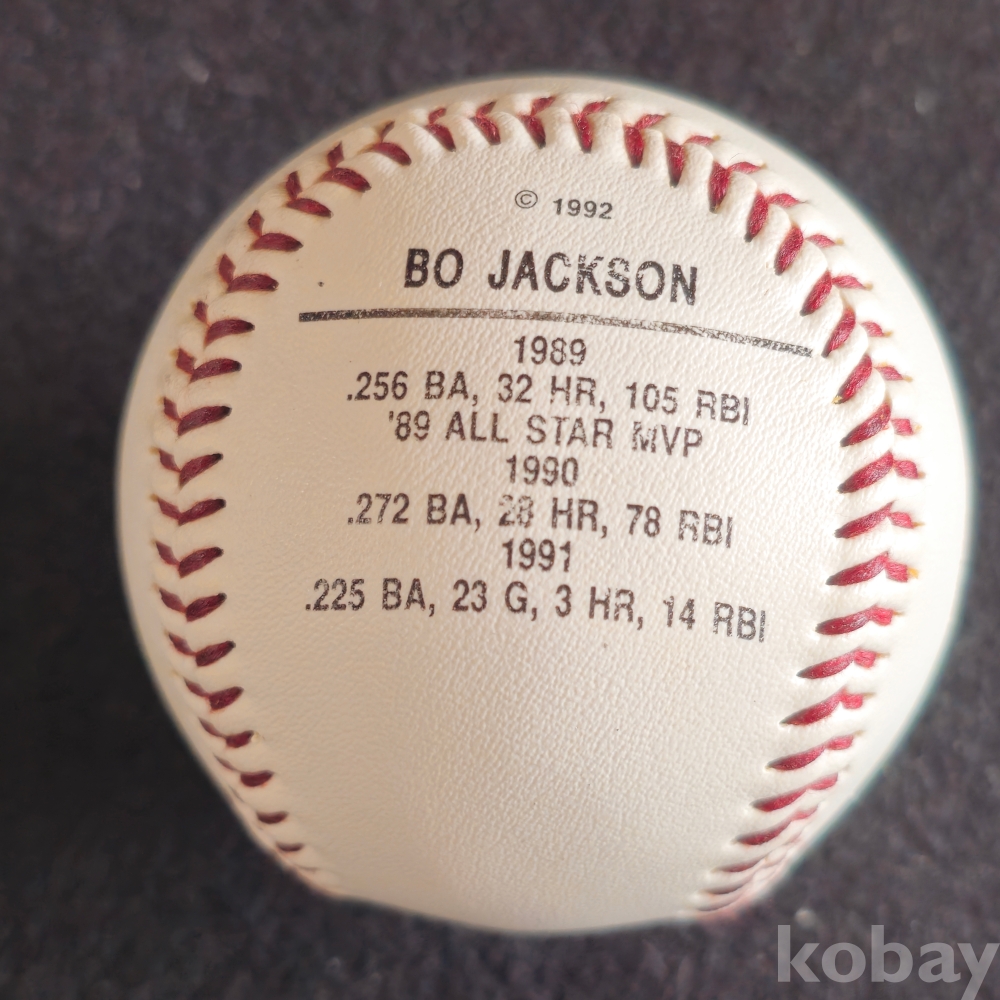 © 1992
BO JACKSON
1989
.256 BA, 32 HR, 105 RBI
'89 ALL STAR MVP
1990
.272 BA, 28 HR, 78 RBI
1991
.225 BA, 23 G, 3 HR, 14 RBI
kobay